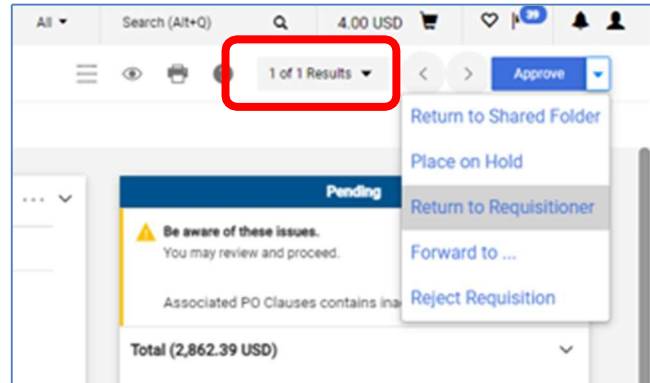 All Search (Alt+Q) 4.00 USD 39
1 of 1 Results Approve
Return to Shared Folder
Place on Hold
Return to Requisitioner
Forward to ...
Reject Requisition
Pending
Be aware of these issues.
You may review and proceed.
Associated PO Clauses contains ina
Total (2,862.39 USD)